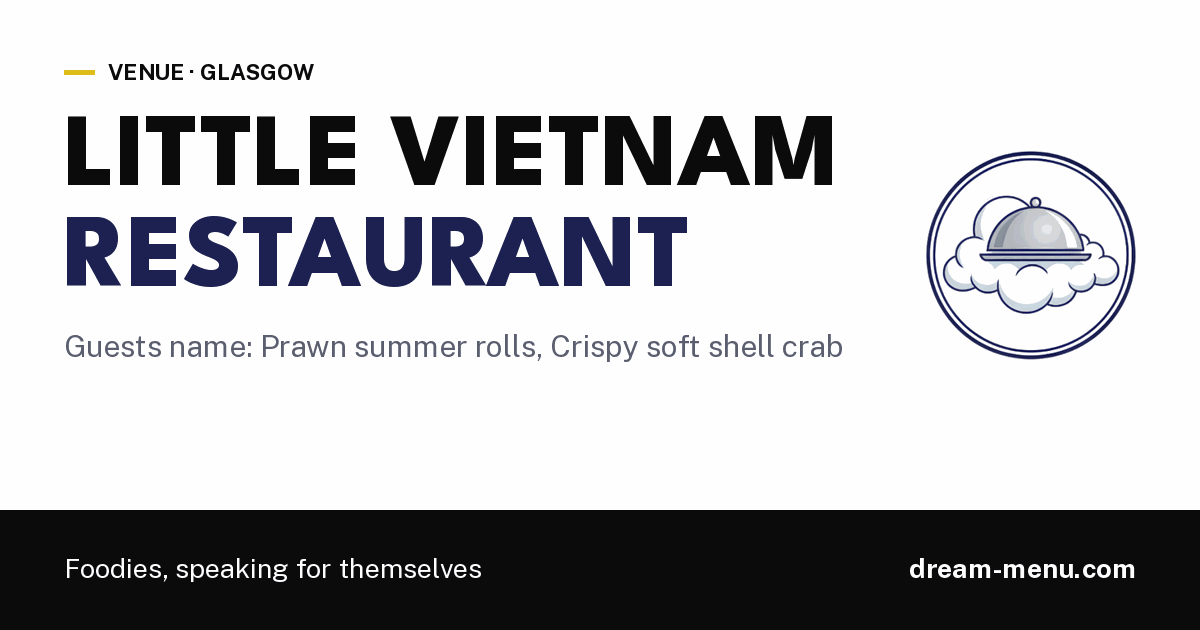 VENUE · GLASGOW
LITTLE VIETNAM
RESTAURANT
Guests name: Prawn summer rolls, Crispy soft shell crab
Foodies, speaking for themselves
dream-menu.com